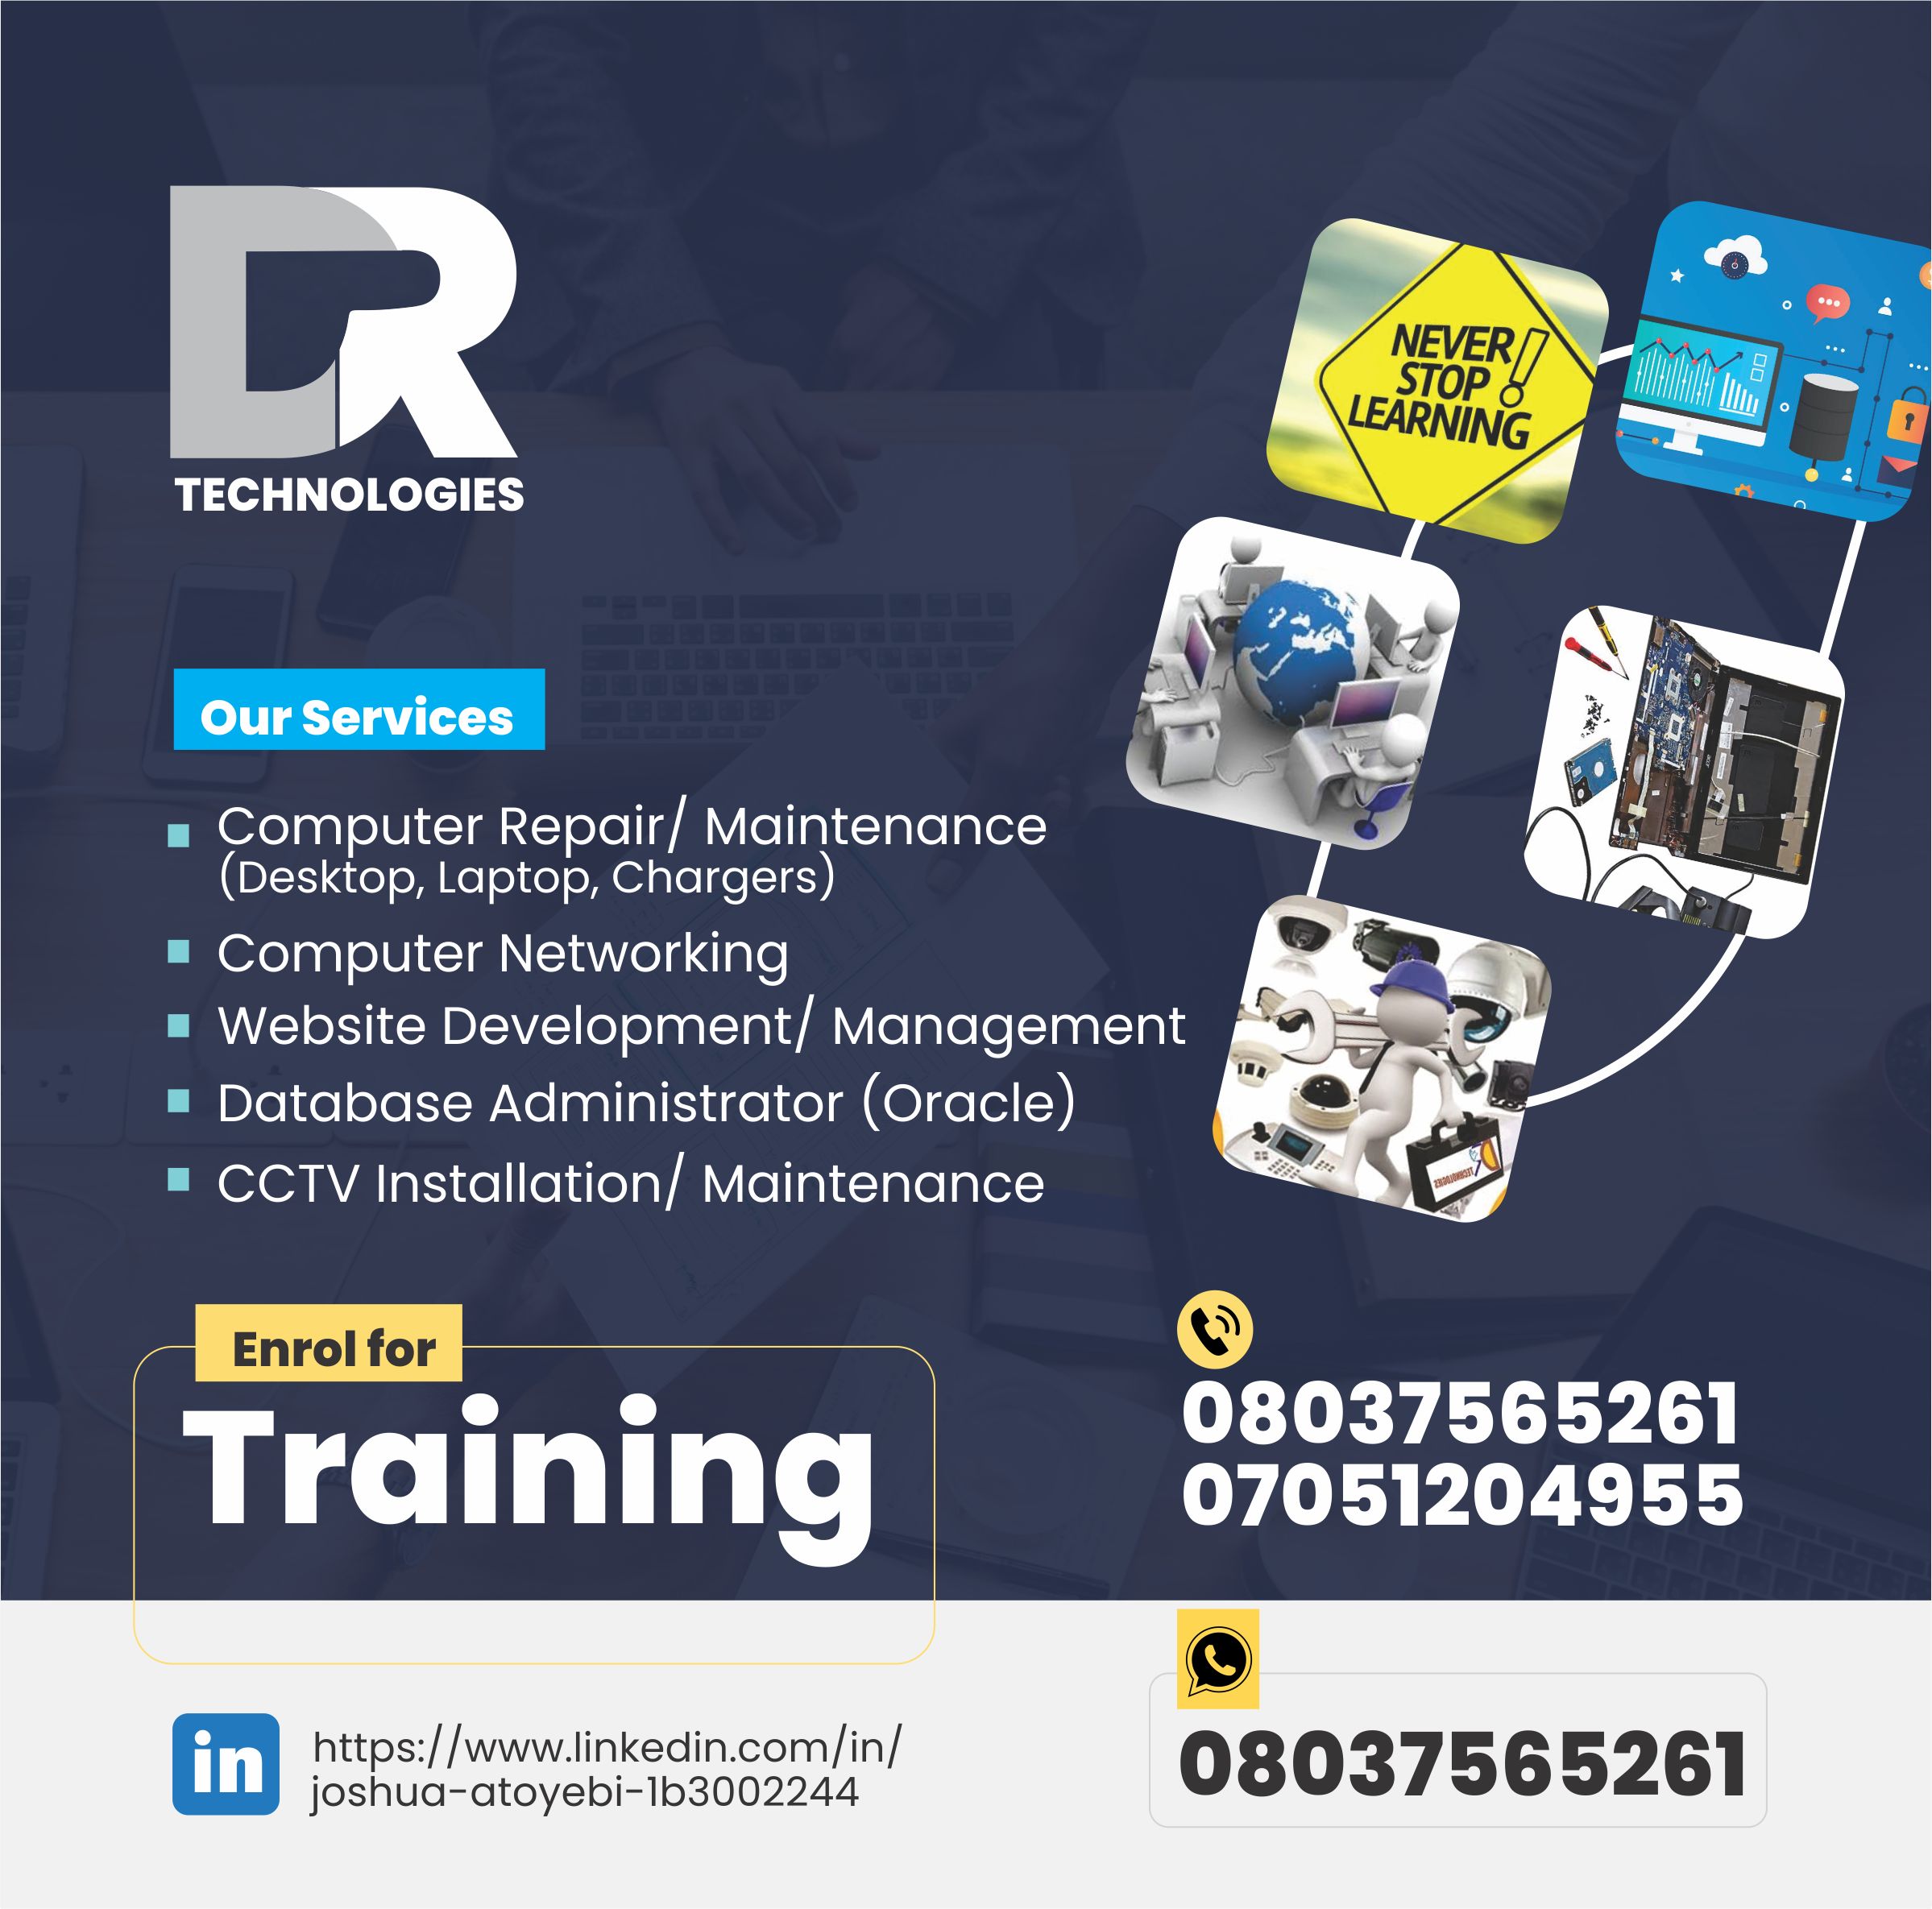 DR
TECHNOLOGIES
NEVER
STOP!
LEARNING
Our Services
Computer Repair/ Maintenance
(Desktop, Laptop, Chargers)
Computer Networking
Website Development/ Management
Database Administrator (Oracle)
CCTV Installation/ Maintenance
TECHNOLOGIES
Enrol for
Training
08037565261
07051204955
in
https://www.linkedin.com/in/
joshua-atoyebi-1b3002244
08037565261